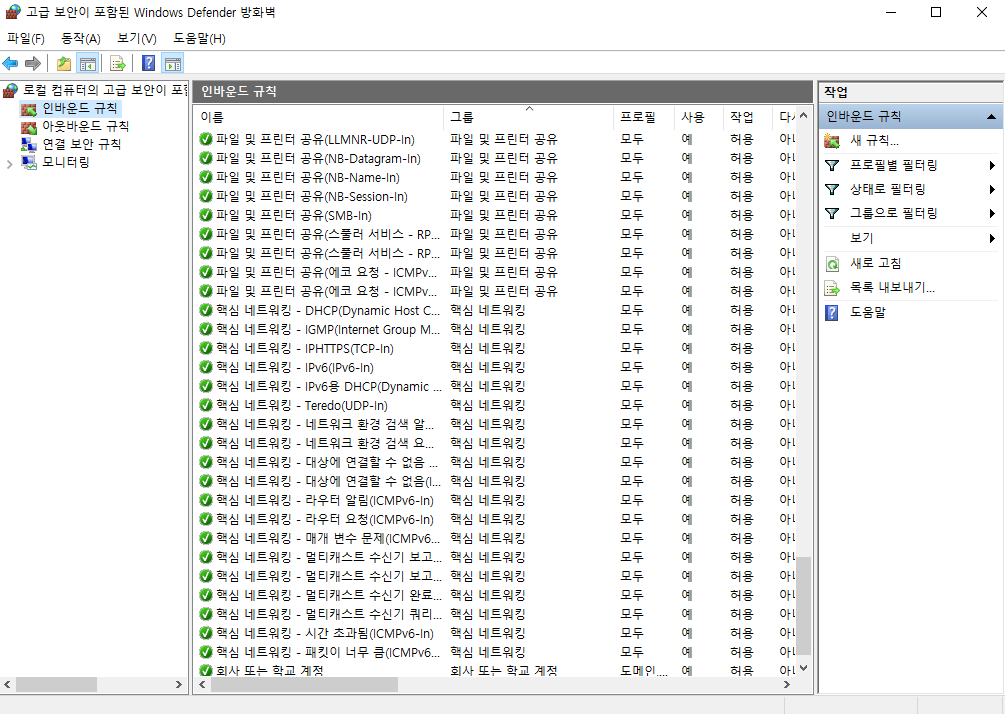 고급 보안이 포함된 Windows Defender 방화벽
파일(F) 동작(A) 보기(V) 도움말(H)
로컬 컴퓨터의 고급 보안이 포함
인바운드 규칙
아웃바운드 규칙
연결 보안 규칙
모니터링
인바운드 규칙
이름 그룹 프로필 사용 작업
파일 및 프린터 공유(LLMNR-UDP-In) 파일 및 프린터 공유 모두 예 허용
파일 및 프린터 공유(NB-Datagram-In) 파일 및 프린터 공유 모두 예 허용
파일 및 프린터 공유(NB-Name-In) 파일 및 프린터 공유 모두 예 허용
파일 및 프린터 공유(NB-Session-In) 파일 및 프린터 공유 모두 예 허용
파일 및 프린터 공유(SMB-In) 파일 및 프린터 공유 모두 예 허용
파일 및 프린터 공유(스풀러 서비스 - RP... 파일 및 프린터 공유 모두 예 허용
파일 및 프린터 공유(스풀러 서비스 - RP... 파일 및 프린터 공유 모두 예 허용
파일 및 프린터 공유(에코 요청 - ICMPv... 파일 및 프린터 공유 모두 예 허용
파일 및 프린터 공유(에코 요청 - ICMPv... 파일 및 프린터 공유 모두 예 허용
핵심 네트워킹 - DHCP(Dynamic Host C... 핵심 네트워킹 모두 예 허용
핵심 네트워킹 - IGMP(Internet Group M... 핵심 네트워킹 모두 예 허용
핵심 네트워킹 - IPHTTPS(TCP-In) 핵심 네트워킹 모두 예 허용
핵심 네트워킹 - IPv6(IPv6-In) 핵심 네트워킹 모두 예 허용
핵심 네트워킹 - IPv6용 DHCP(Dynamic ... 핵심 네트워킹 모두 예 허용
핵심 네트워킹 - Teredo(UDP-In) 핵심 네트워킹 모두 예 허용
핵심 네트워킹 - 네트워크 환경 검색 알... 핵심 네트워킹 모두 예 허용
핵심 네트워킹 - 네트워크 환경 검색 요... 핵심 네트워킹 모두 예 허용
핵심 네트워킹 - 대상에 연결할 수 없음 ... 핵심 네트워킹 모두 예 허용
핵심 네트워킹 - 대상에 연결할 수 없음(I... 핵심 네트워킹 모두 예 허용
핵심 네트워킹 - 라우터 알림(ICMPv6-In) 핵심 네트워킹 모두 예 허용
핵심 네트워킹 - 라우터 요청(ICMPv6-In) 핵심 네트워킹 모두 예 허용
핵심 네트워킹 - 매개 변수 문제(ICMPv6... 핵심 네트워킹 모두 예 허용
핵심 네트워킹 - 멀티캐스트 수신기 보고... 핵심 네트워킹 모두 예 허용
핵심 네트워킹 - 멀티캐스트 수신기 보고... 핵심 네트워킹 모두 예 허용
핵심 네트워킹 - 멀티캐스트 수신기 완료... 핵심 네트워킹 모두 예 허용
핵심 네트워킹 - 멀티캐스트 수신기 쿼리... 핵심 네트워킹 모두 예 허용
핵심 네트워킹 - 시간 초과됨(ICMPv6-In) 핵심 네트워킹 모두 예 허용
핵심 네트워킹 - 패킷이 너무 큼(ICMPv6... 핵심 네트워킹 모두 예 허용
회사 또는 학교 계정 회사 또는 학교 계정 도메인,... 예 허용
작업
인바운드 규칙
새 규칙...
프로필별 필터링
상태로 필터링
그룹으로 필터링
보기
새로 고침
목록 내보내기...
도움말